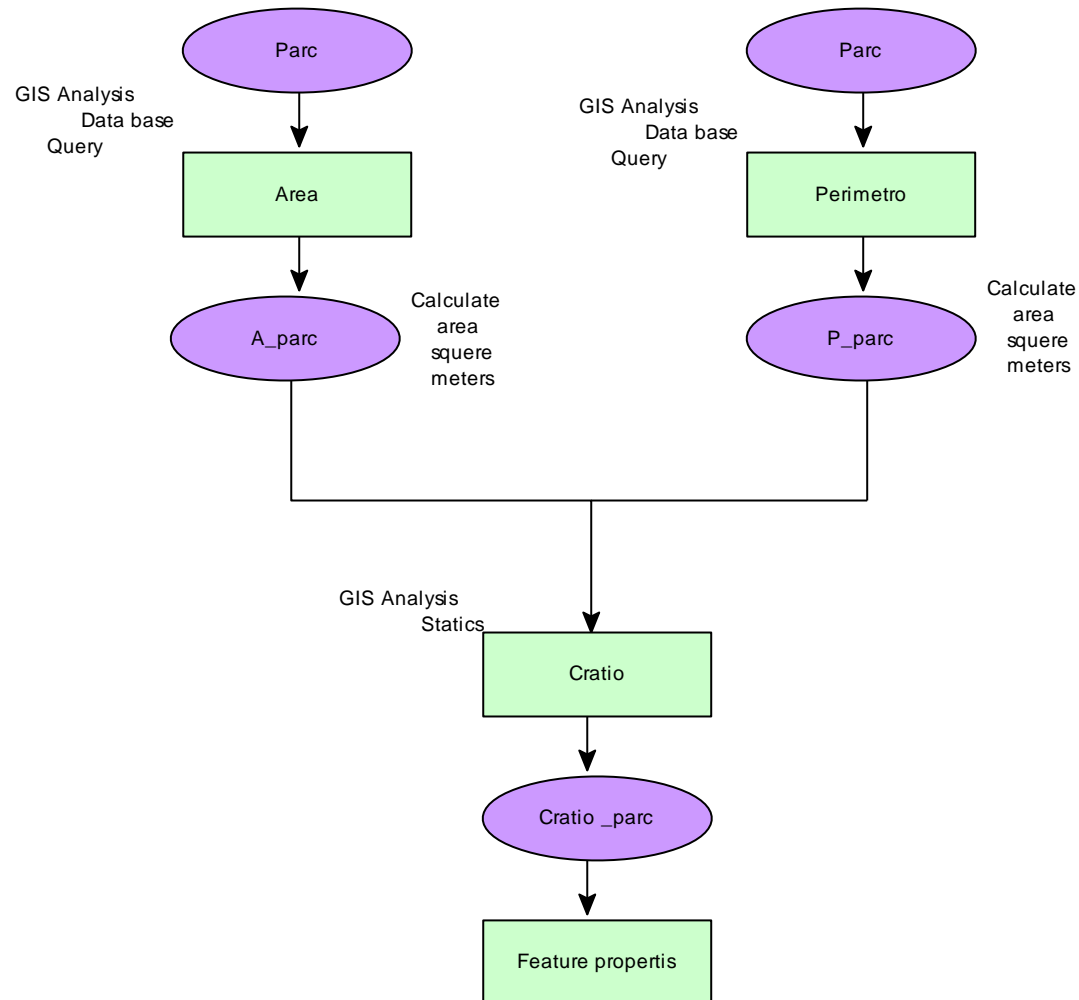 Parc
GIS Analysis
Data base
Query
Area
A_parc
Calculate
area
squere
meters
Parc
GIS Analysis
Data base
Query
Perimetro
P_parc
Calculate
area
squere
meters
GIS Analysis
Statics
Cratio
Cratio _parc
Feature propertis